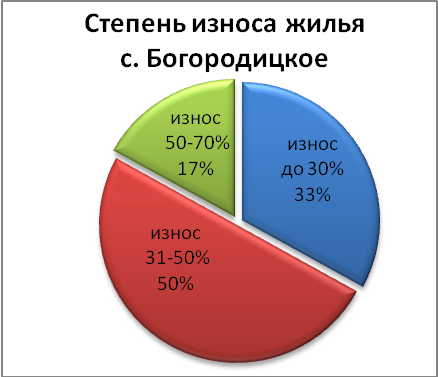 Степень износа жилья
с. Богородицкое
износ
50-70%
17%
износ
до 30%
33%
износ
31-50%
50%